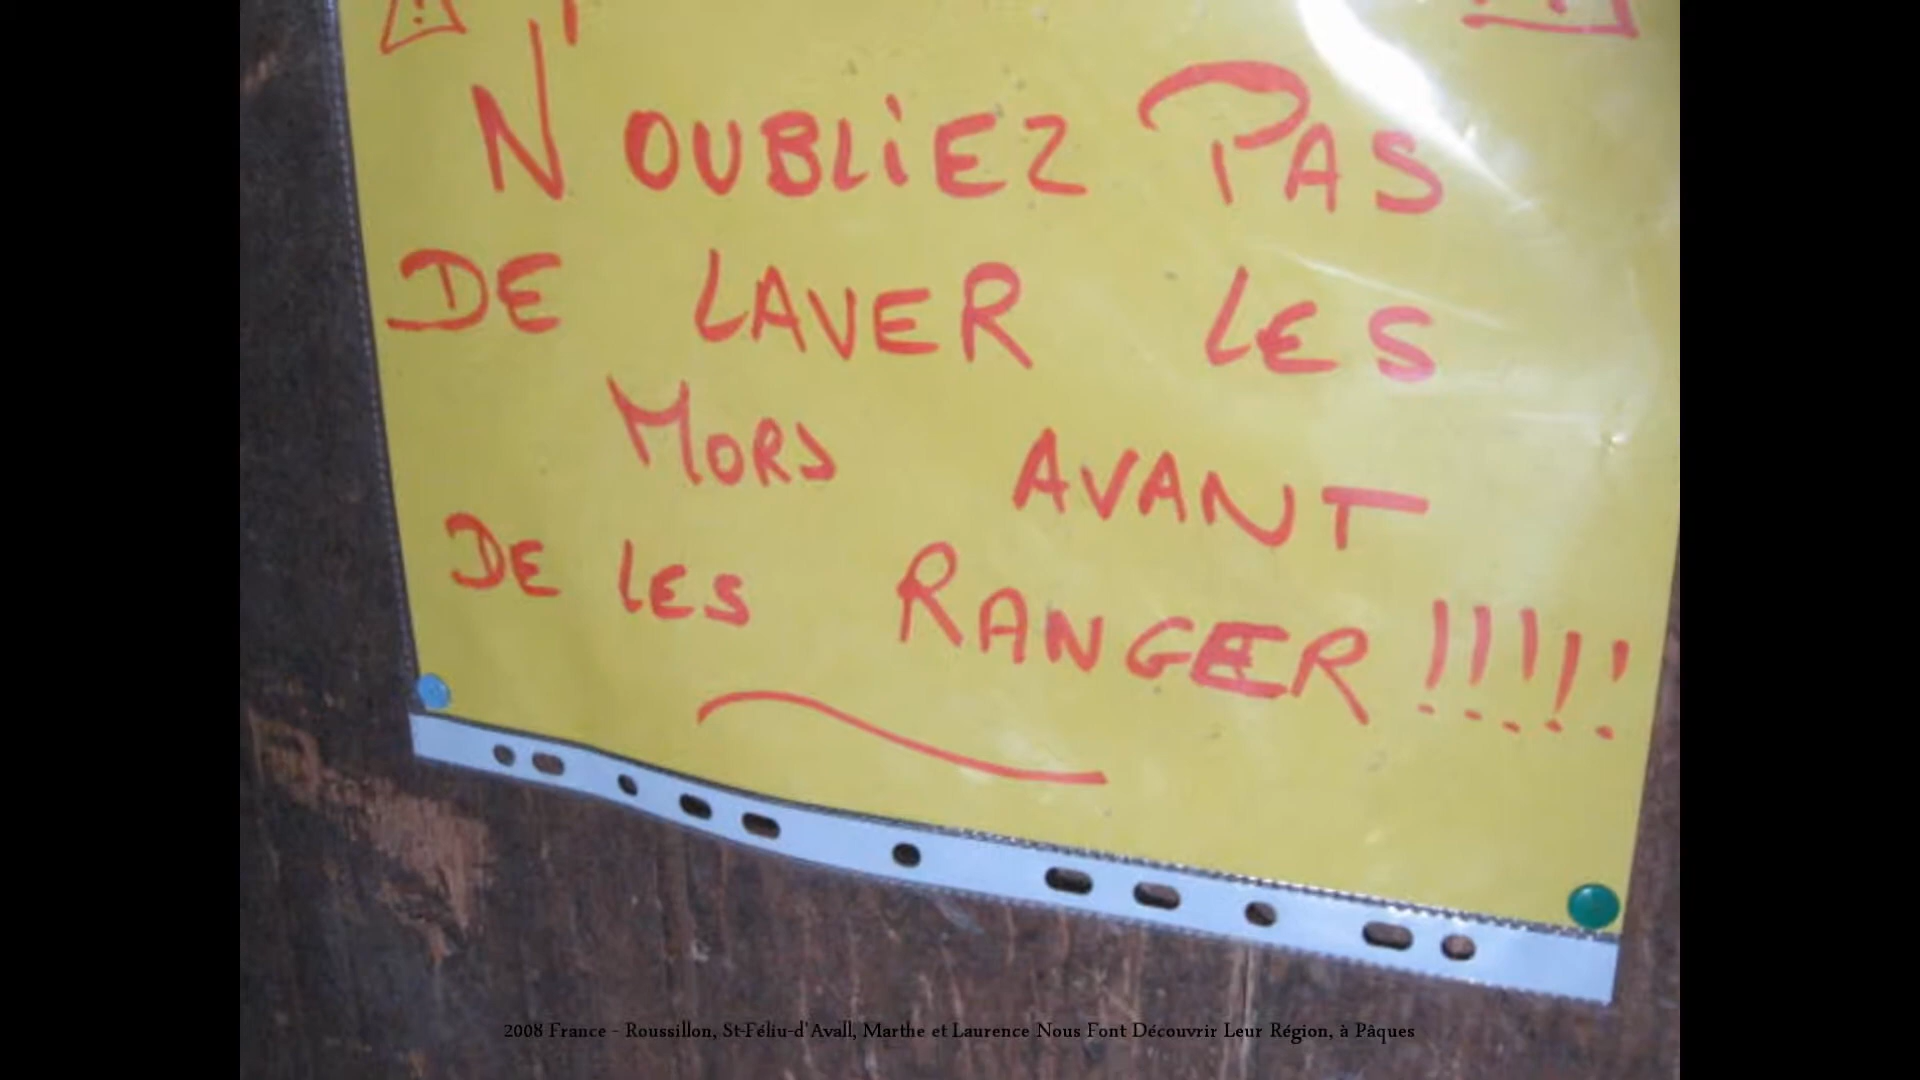 N'OUBLiEZ PAS
DE LAVER LES
MORS AVANT
DE LES RANGER !!!!!
2008 France - Roussillon, St-Féliu-d'Avall, Marthe et Laurence Nous Font Découvrir Leur Région, à Pâques